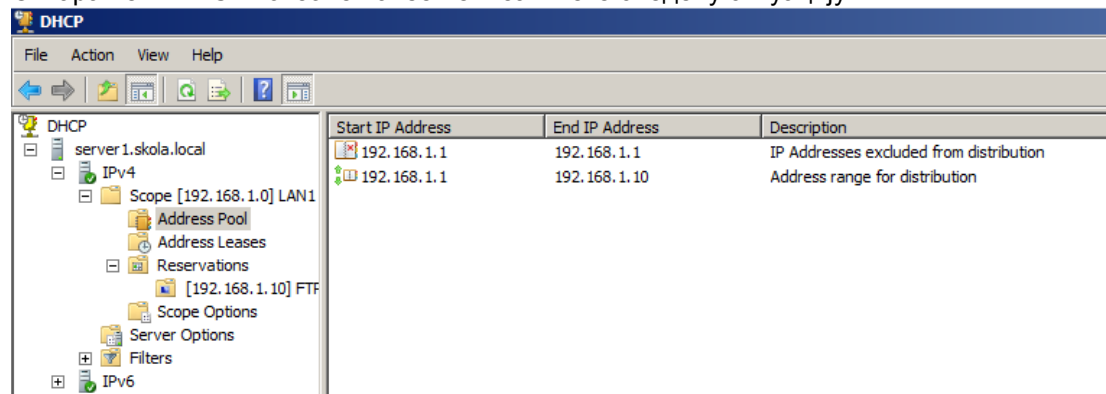 DHCP
File Action View Help
DHCP
server1.skola.local
IPv4
Scope [192.168.1.0] LAN1
Address Pool
Address Leases
Reservations
[192.168.1.10] FTF
Scope Options
Server Options
Filters
IPv6
Start IP Address End IP Address Description
192.168.1.1 192.168.1.1 IP Addresses excluded from distribution
192.168.1.1 192.168.1.10 Address range for distribution